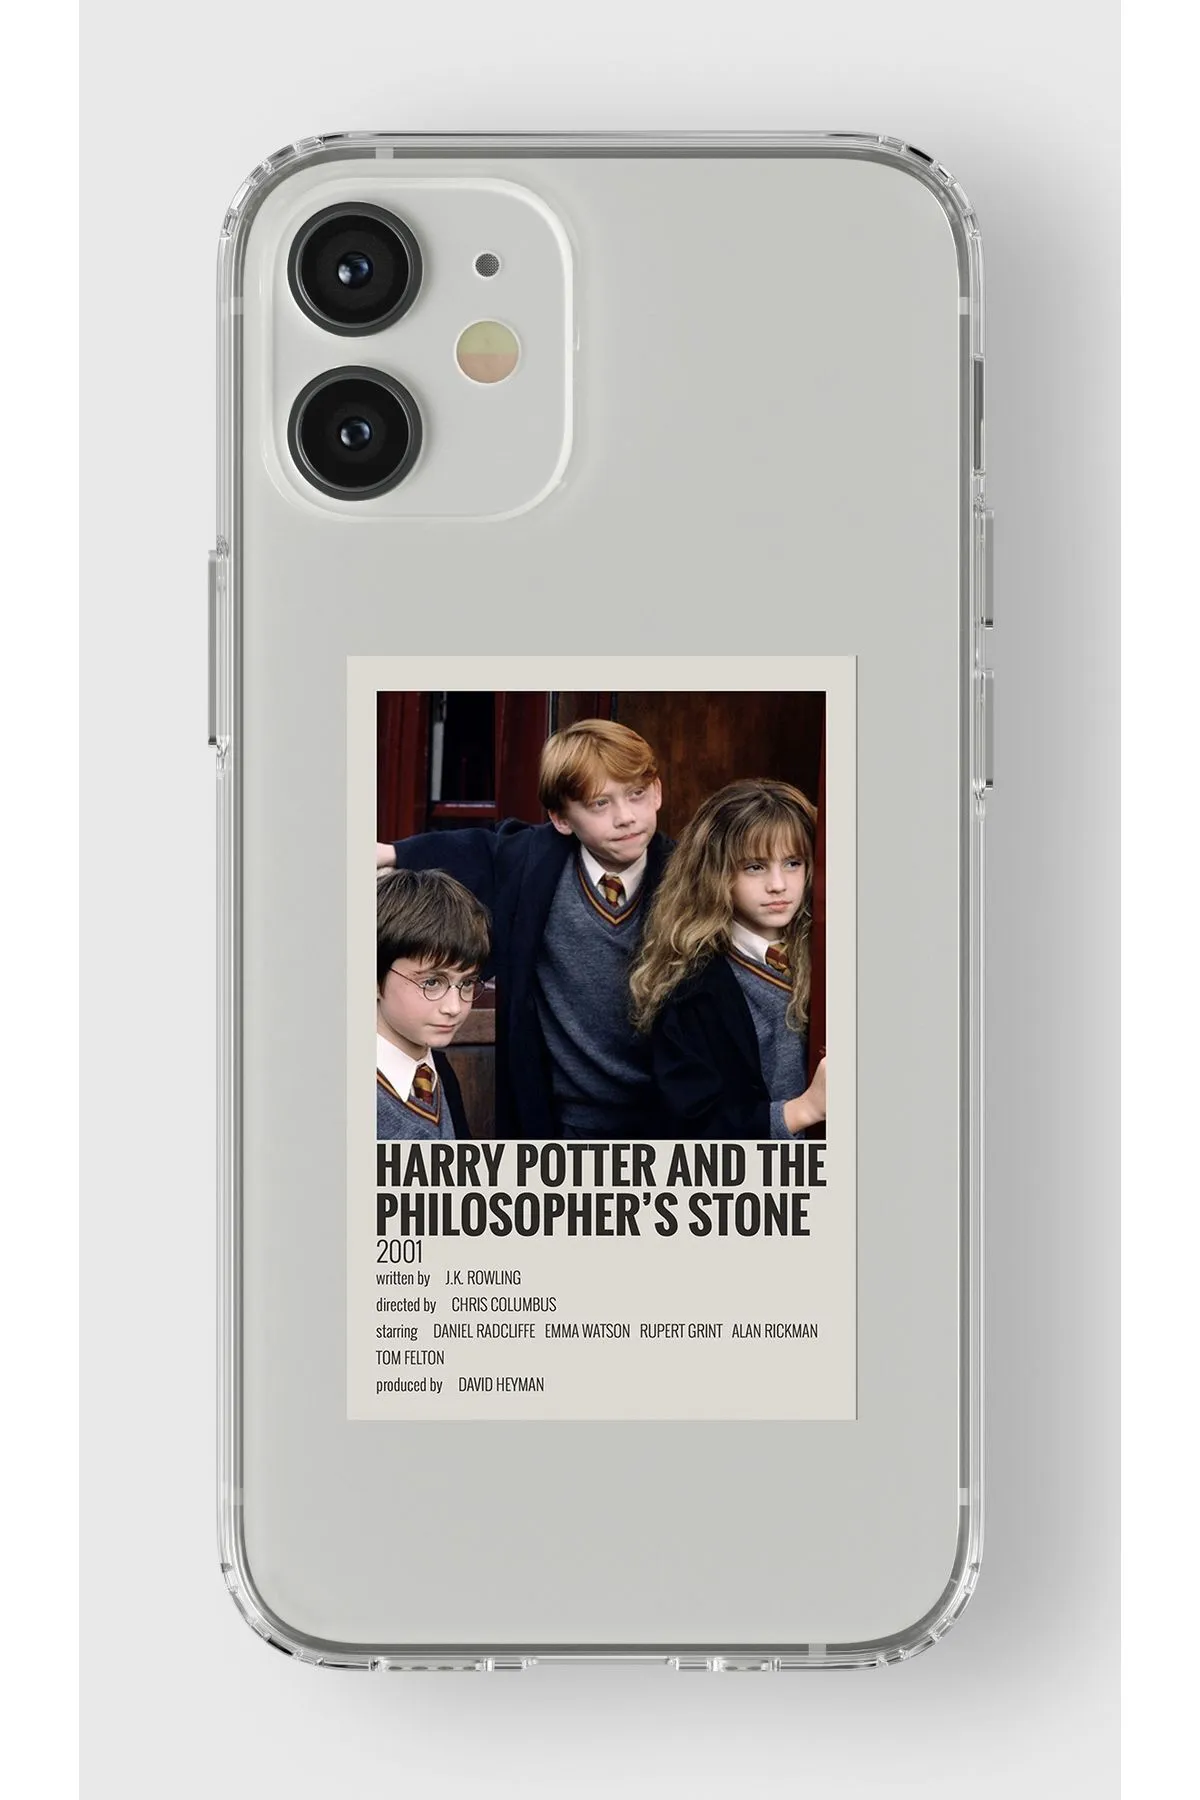 HARRY POTTER AND THE
PHILOSOPHER'S STONE
2001
written by J.K. ROWLING
directed by CHRIS COLUMBUS
starring DANIEL RADCLIFFE EMMA WATSON RUPERT GRINT ALAN RICKMAN
TOM FELTON
produced by DAVID HEYMAN